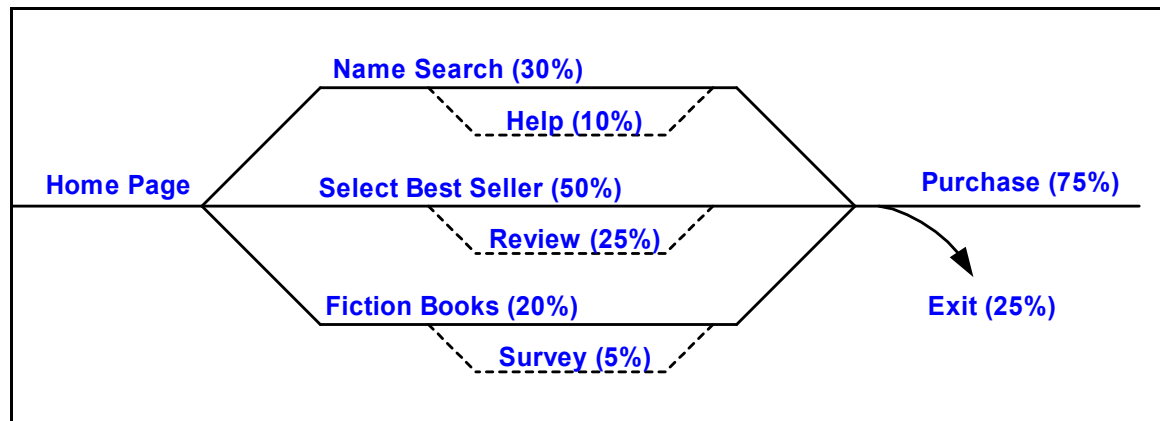 Name Search (30%)
Help (10%)
Home Page
Select Best Seller (50%)
Purchase (75%)
Review (25%)
Fiction Books (20%)
Exit (25%)
Survey (5%)